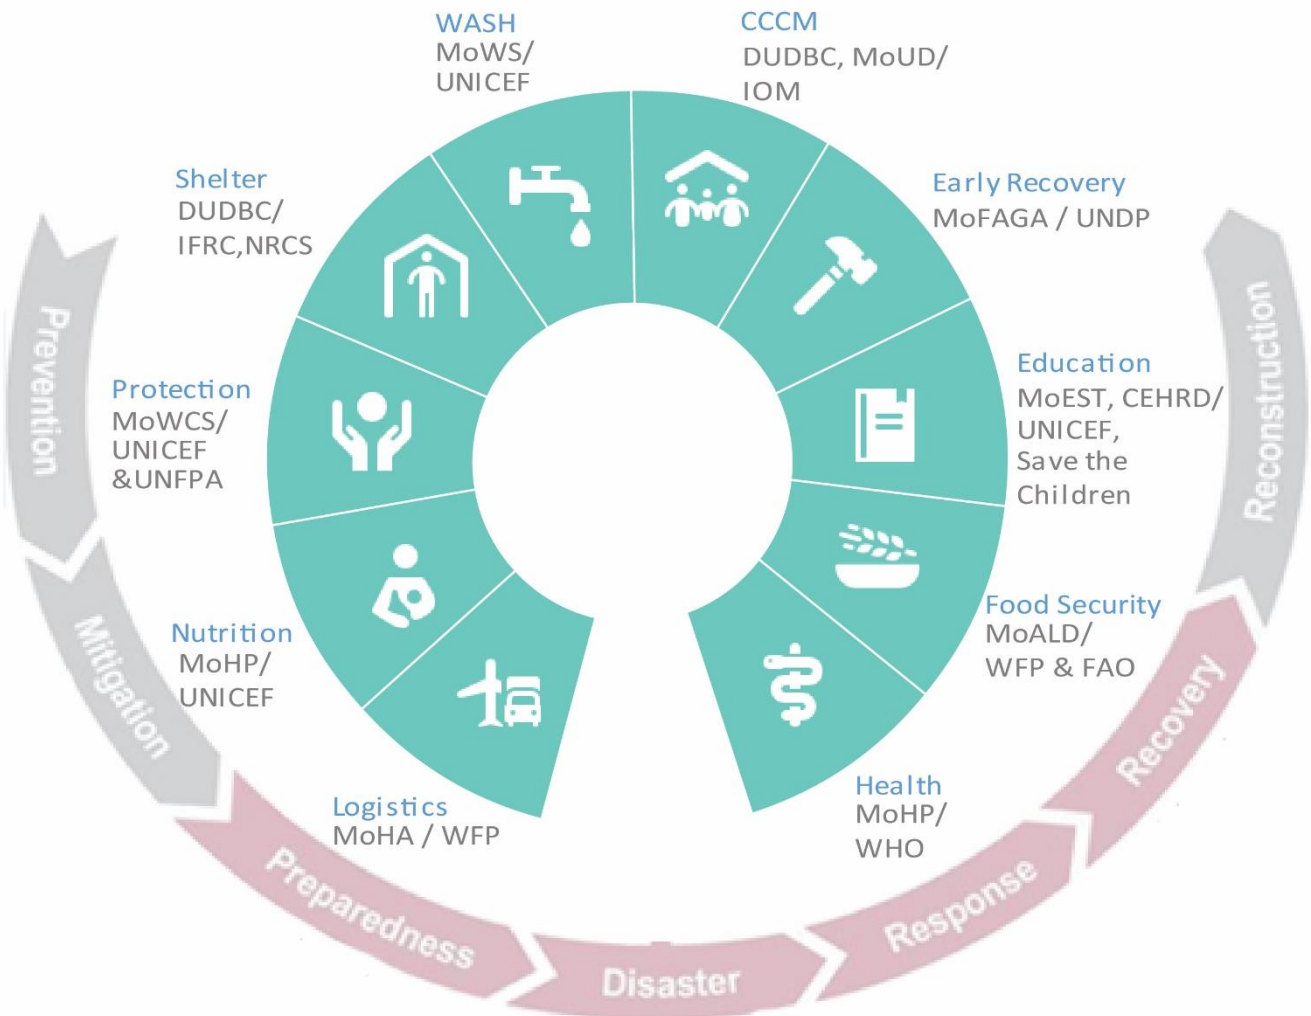 WASH
MoWS/
UNICEF
CCCM
DUDBC, MoUD/
IOM
Shelter
DUDBC/
IFRC,NRCS
Early Recovery
MoFAGA / UNDP
Protection
MoWCS/
UNICEF
&UNFPA
Education
MoEST, CEHRD/
UNICEF,
Save the
Children
Nutrition
MoHP/
UNICEF
Food Security
MoALD/
WFP & FAO
Logistics
MoHA / WFP
Health
MoHP/
WHO
Prevention
Mitigation
Preparedness
Disaster
Response
Recovery
Reconstruction